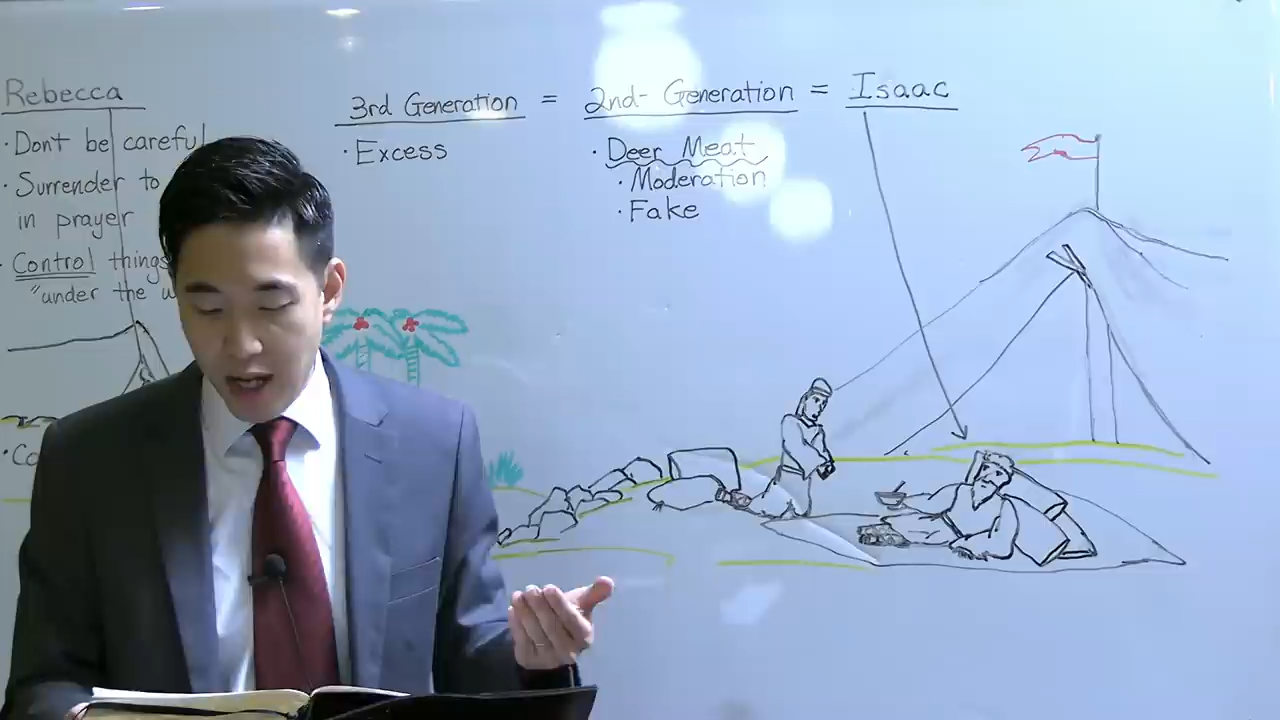 Rebecca
· Don't be careful
· Surrender to
in prayer
· Control things
"under the
3rd Generation = 2nd- Generation = Isaac
· Excess
· Deer Meat
· Moderation
· Fake